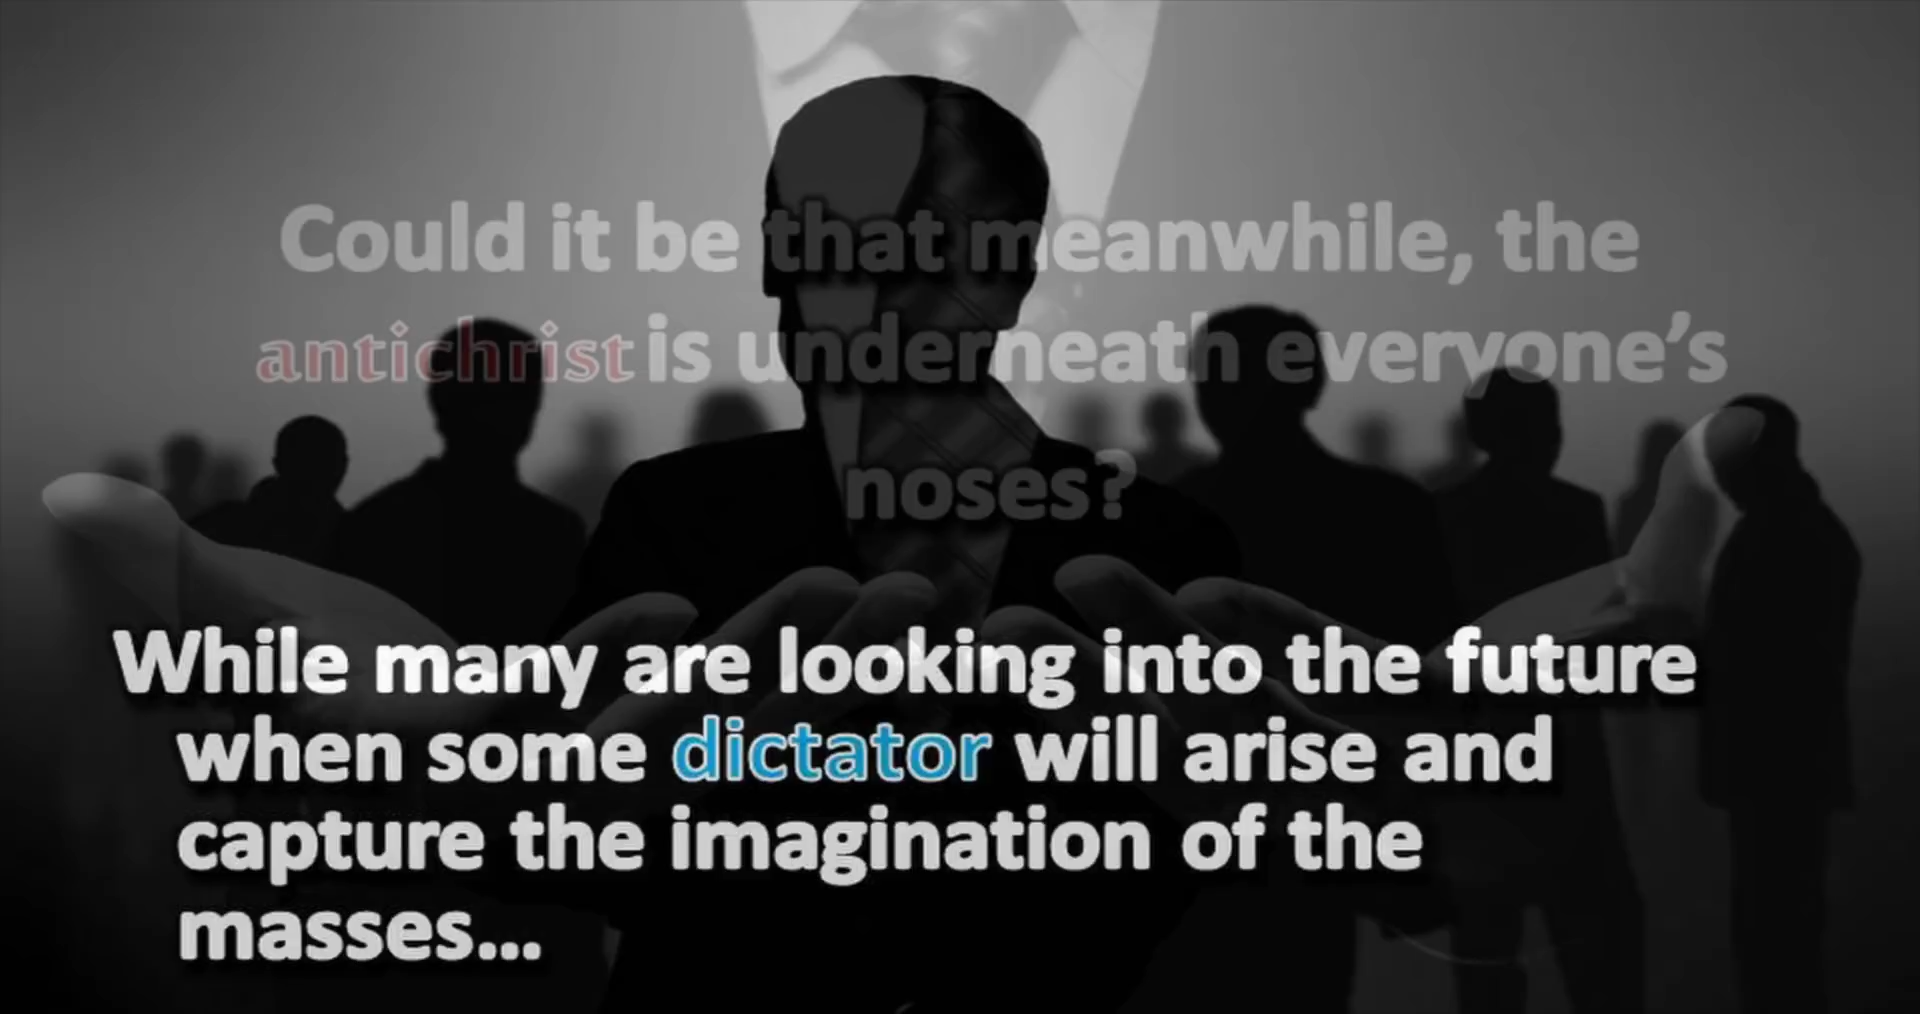 Could it be that meanwhile, the
antichrist is underneath everyone's
noses?
While many are looking into the future
when some dictator will arise and
capture the imagination of the
masses...